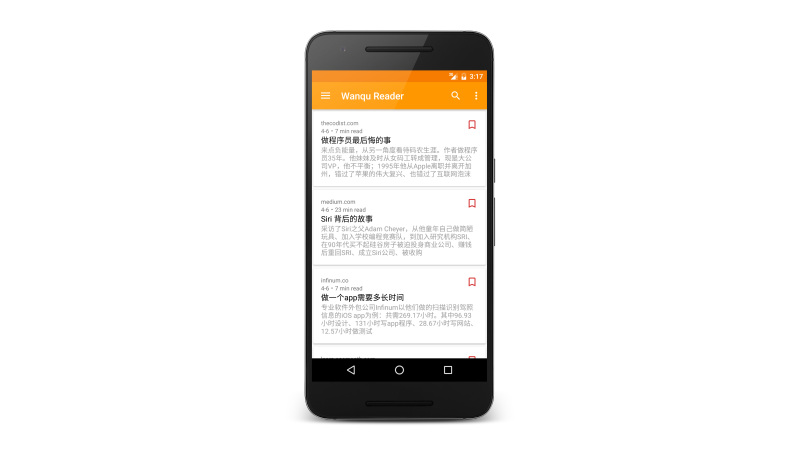 3:17
Wanqu Reader
thecodist.com
4-6 • 7 min read
做程序员最后悔的事
来点负能量，从另一角度看待码农生涯。作者做程序
员35年。他妹妹及时从女码工转成管理，现是大公
司VP，他不平衡；1995年他从Apple离职并离开加
州，错过了苹果的伟大复兴、也错过了互联网泡沫
medium.com
4-6 • 23 min read
Siri 背后的故事
采访了Siri之父Adam Cheyer，从他童年自己做简陋
玩具、加入学校编程竞赛队，到加入研究机构SRI、
在90年代买不起硅谷房子被迫投身商业公司、赚钱
后重回SRI、成立Siri公司、被收购
infinum.co
4-6 • 7 min read
做一个app需要多长时间
专业软件外包公司Infinum以他们做的扫描识别驾照
信息的iOS app为例：共需269.17小时。其中96.93
小时设计、131小时写app程序、28.67小时写网站、
12.57小时做测试